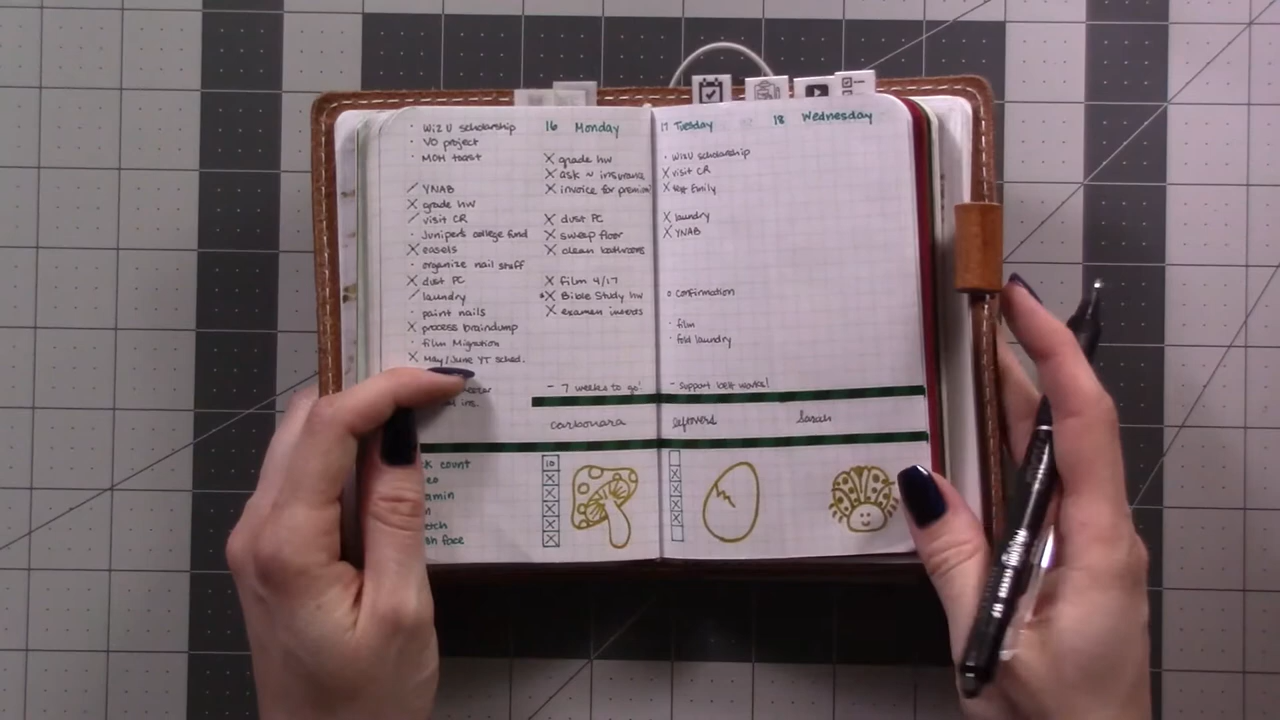 · WizU scholarship
· VO project
· MOH toast
/ YNAB
X grade hw
/ visit CR
· Juniper's college fund
X easels
· organize nail stuff
X dust PC
/ laundry
· paint nails
X process braindump
· film Migration
X May/June YT sched.
ins.
16 Monday
X grade hw
X ask ~ insurance
X invoice for premium
X dust PC
X sweep floor
X clean bathrooms
X film 4/17
X Bible Study hw
X examen inserts
- 7 weeks to go!
carbonara
count
10
face
17 Tuesday
· WizU scholarship
X visit CR
X text Emily
X laundry
X YNAB
o confirmation
· film
· fold laundry
- support belt works!
leftovers
18 Wednesday
Sarah